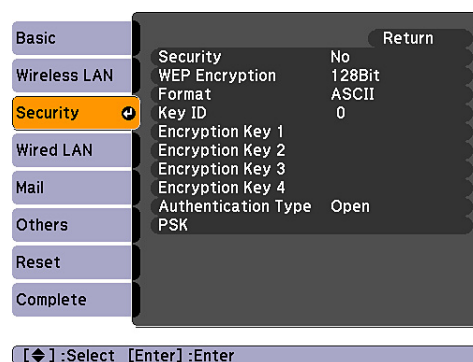 Basic
Wireless LAN
Security
Wired LAN
Mail
Others
Reset
Complete
Return
Security No
WEP Encryption 128Bit
Format ASCII
Key ID 0
Encryption Key 1
Encryption Key 2
Encryption Key 3
Encryption Key 4
Authentication Type Open
PSK
[◆] :Select [Enter] :Enter